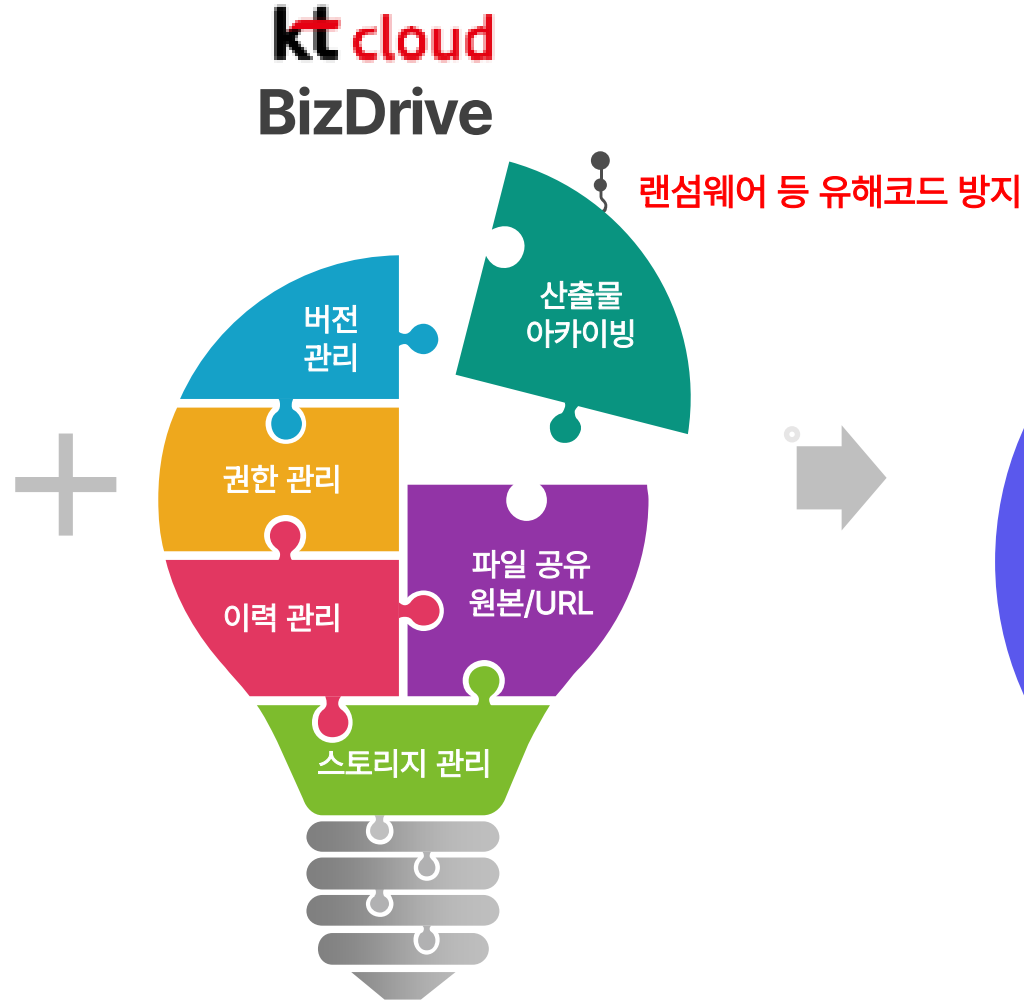 kt cloud
BizDrive
랜섬웨어 등 유해코드 방지
산출물
아카이빙
버전
관리
권한 관리
파일 공유
원본/URL
이력 관리
스토리지 관리